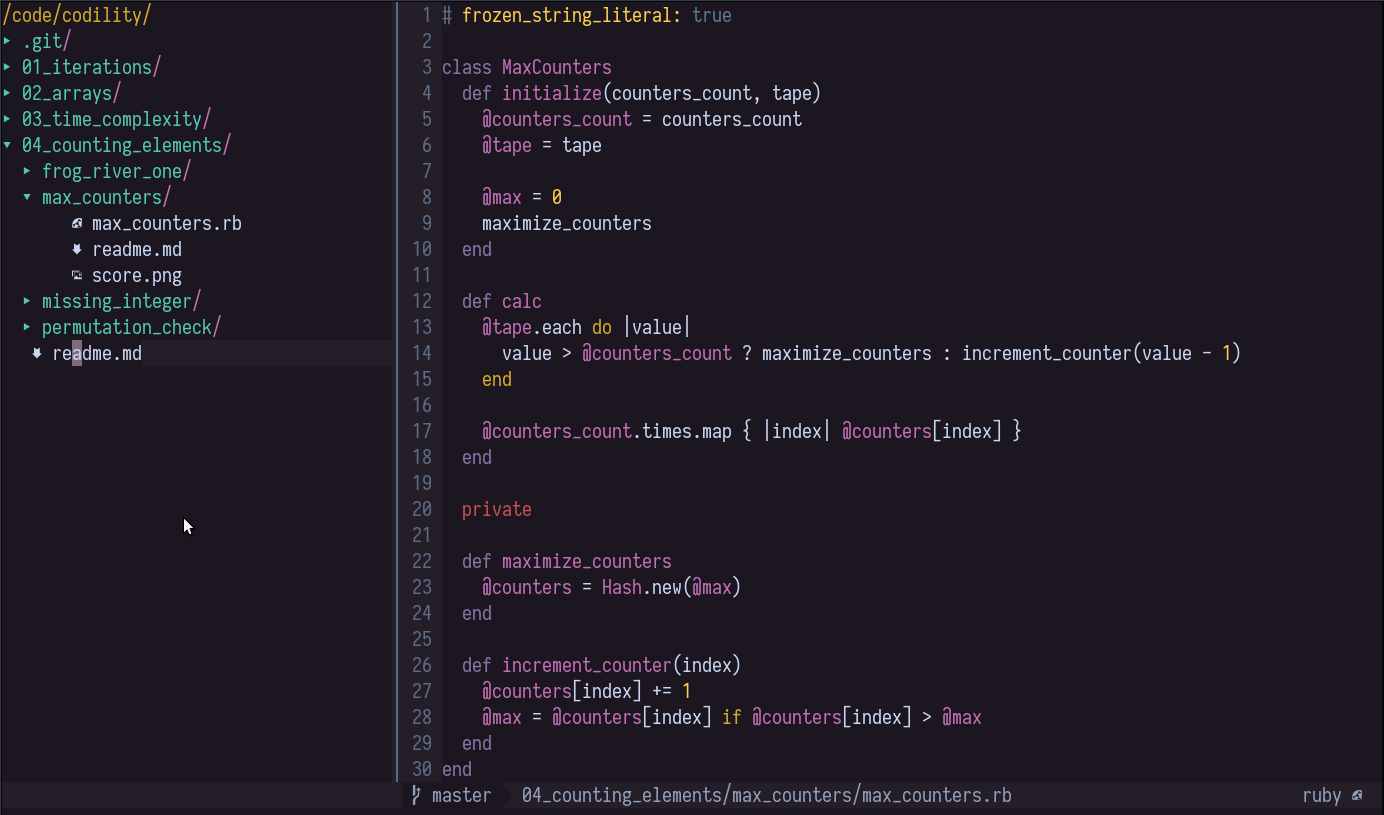 /code/codility/
.git/
01_iterations/
02_arrays/
03_time_complexity/
04_counting_elements/
frog_river_one/
max_counters/
max_counters.rb
readme.md
score.png
missing_integer/
permutation_check/
readme.md
1 # frozen_string_literal: true
2
3 class MaxCounters
4   def initialize(counters_count, tape)
5     @counters_count = counters_count
6     @tape = tape
7
8     @max = 0
9     maximize_counters
10   end
11
12   def calc
13     @tape.each do |value|
14       value > @counters_count ? maximize_counters : increment_counter(value - 1)
15     end
16
17     @counters_count.times.map { |index| @counters[index] }
18   end
19
20   private
21
22   def maximize_counters
23     @counters = Hash.new(@max)
24   end
25
26   def increment_counter(index)
27     @counters[index] += 1
28     @max = @counters[index] if @counters[index] > @max
29   end
30 end
master 04_counting_elements/max_counters/max_counters.rb ruby